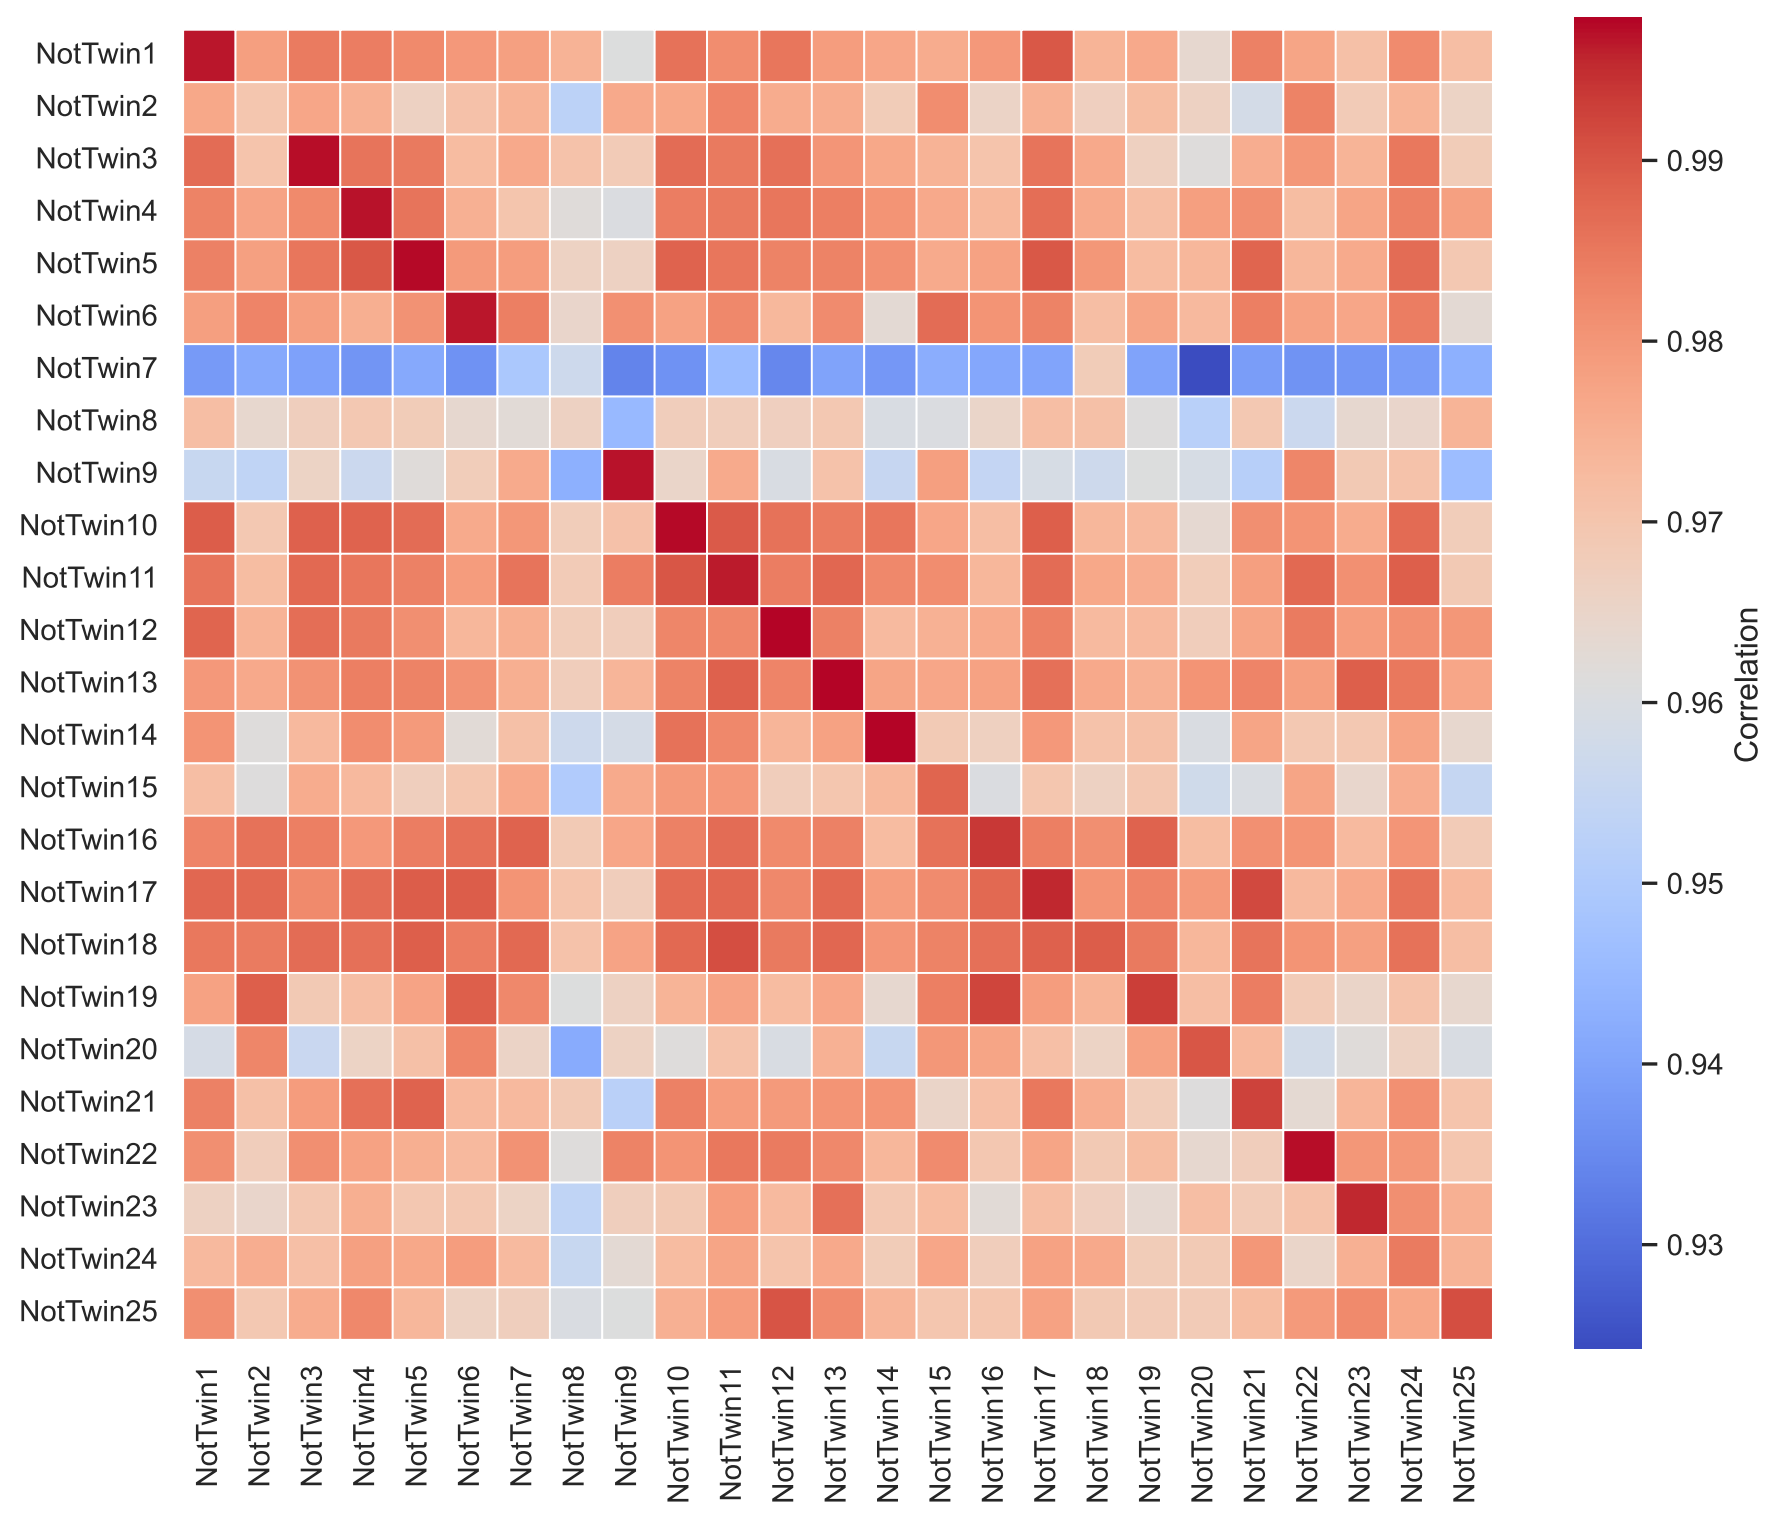 NotTwin1
NotTwin2
NotTwin3
NotTwin4
NotTwin5
NotTwin6
NotTwin7
NotTwin8
NotTwin9
NotTwin10
NotTwin11
NotTwin12
NotTwin13
NotTwin14
NotTwin15
NotTwin16
NotTwin17
NotTwin18
NotTwin19
NotTwin20
NotTwin21
NotTwin22
NotTwin23
NotTwin24
NotTwin25
NotTwin1
NotTwin2
NotTwin3
NotTwin4
NotTwin5
NotTwin6
NotTwin7
NotTwin8
NotTwin9
NotTwin10
NotTwin11
NotTwin12
NotTwin13
NotTwin14
NotTwin15
NotTwin16
NotTwin17
NotTwin18
NotTwin19
NotTwin20
NotTwin21
NotTwin22
NotTwin23
NotTwin24
NotTwin25
0.99
0.98
0.97
0.96
0.95
0.94
0.93
Correlation